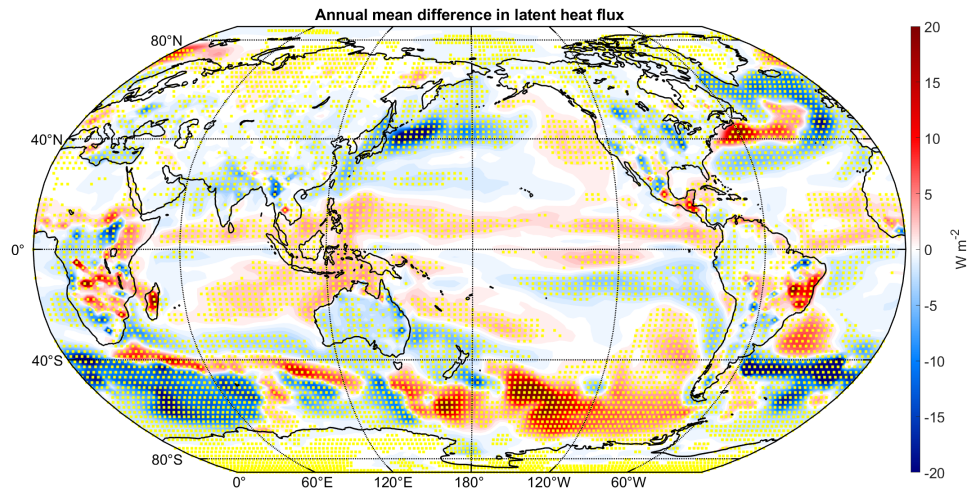 Annual mean difference in latent heat flux
80°N
40°N
0°
40°S
80°S
0°
60°E
120°E
180°
120°W
60°W
20
15
10
5
0
-5
-10
-15
-20
W m-2